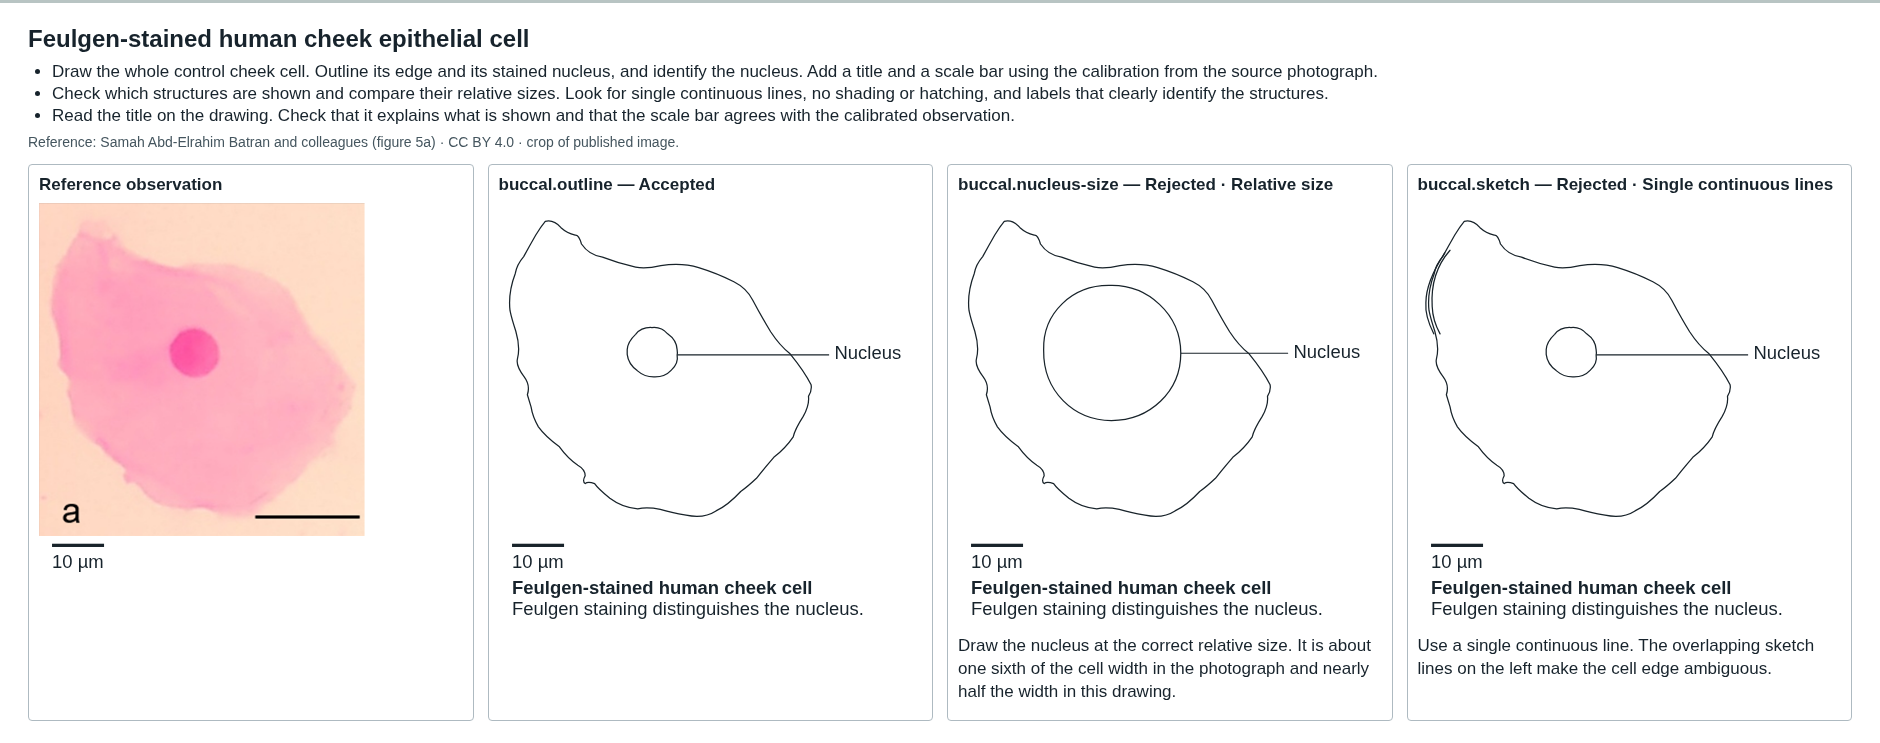 Feulgen-stained human cheek epithelial cell
• Draw the whole control cheek cell. Outline its edge and its stained nucleus, and identify the nucleus. Add a title and a scale bar using the calibration from the source photograph.
• Check which structures are shown and compare their relative sizes. Look for single continuous lines, no shading or hatching, and labels that clearly identify the structures.
• Read the title on the drawing. Check that it explains what is shown and that the scale bar agrees with the calibrated observation.
Reference: Samah Abd-Elrahim Batran and colleagues (figure 5a) · CC BY 4.0 · crop of published image.
Reference observation
a
10 µm
buccal.outline — Accepted
Nucleus
10 µm
Feulgen-stained human cheek cell
Feulgen staining distinguishes the nucleus.
buccal.nucleus-size — Rejected · Relative size
Nucleus
10 µm
Feulgen-stained human cheek cell
Feulgen staining distinguishes the nucleus.
Draw the nucleus at the correct relative size. It is about
one sixth of the cell width in the photograph and nearly
half the width in this drawing.
buccal.sketch — Rejected · Single continuous lines
Nucleus
10 µm
Feulgen-stained human cheek cell
Feulgen staining distinguishes the nucleus.
Use a single continuous line. The overlapping sketch
lines on the left make the cell edge ambiguous.